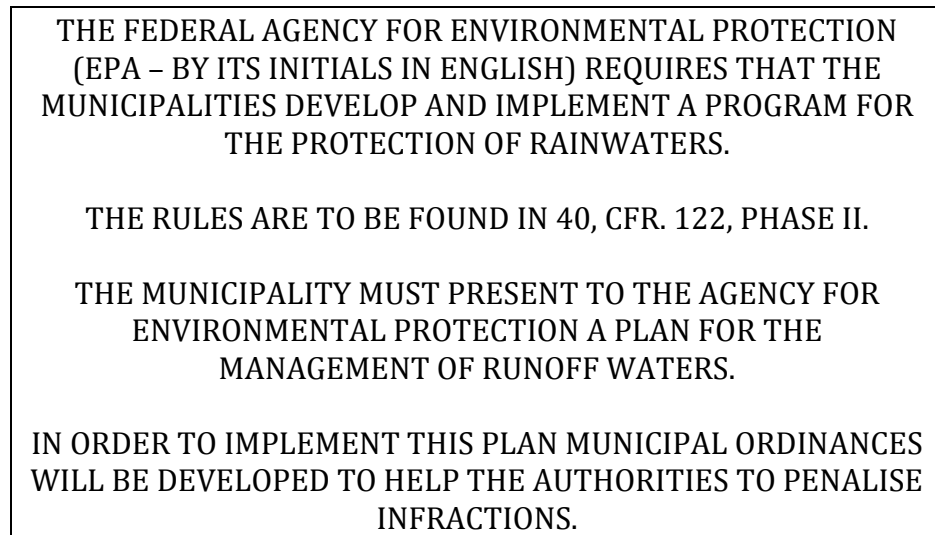 THE FEDERAL AGENCY FOR ENVIRONMENTAL PROTECTION
(EPA – BY ITS INITIALS IN ENGLISH) REQUIRES THAT THE
MUNICIPALITIES DEVELOP AND IMPLEMENT A PROGRAM FOR
THE PROTECTION OF RAINWATERS.
THE RULES ARE TO BE FOUND IN 40, CFR. 122, PHASE II.
THE MUNICIPALITY MUST PRESENT TO THE AGENCY FOR
ENVIRONMENTAL PROTECTION A PLAN FOR THE
MANAGEMENT OF RUNOFF WATERS.
IN ORDER TO IMPLEMENT THIS PLAN MUNICIPAL ORDINANCES
WILL BE DEVELOPED TO HELP THE AUTHORITIES TO PENALISE
INFRACTIONS.